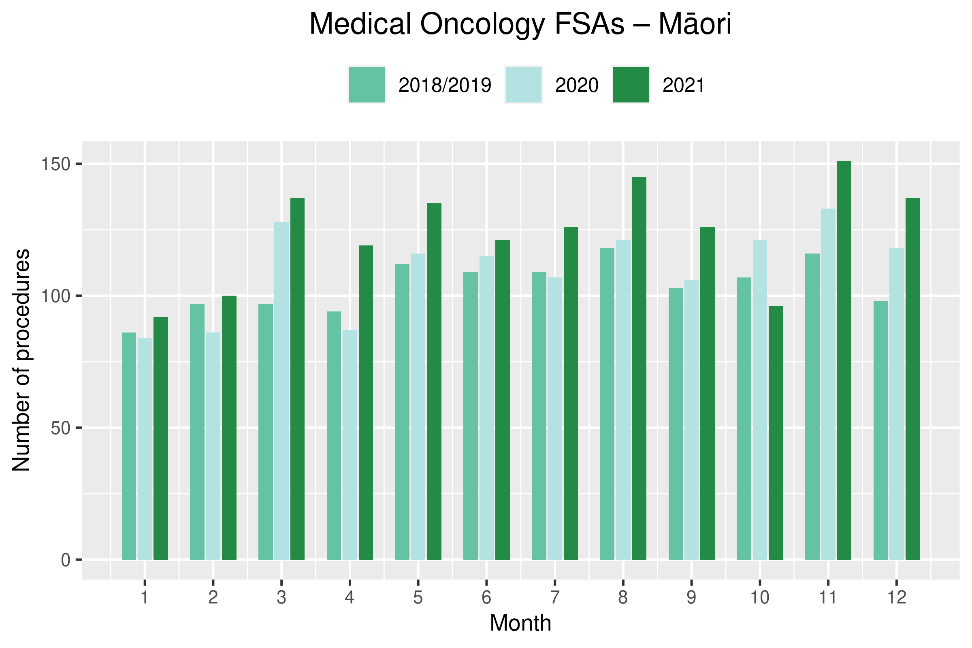 Medical Oncology FSAs – Māori
2018/2019 2020 2021
Number of procedures
150
100
50
0
1 2 3 4 5 6 7 8 9 10 11 12
Month